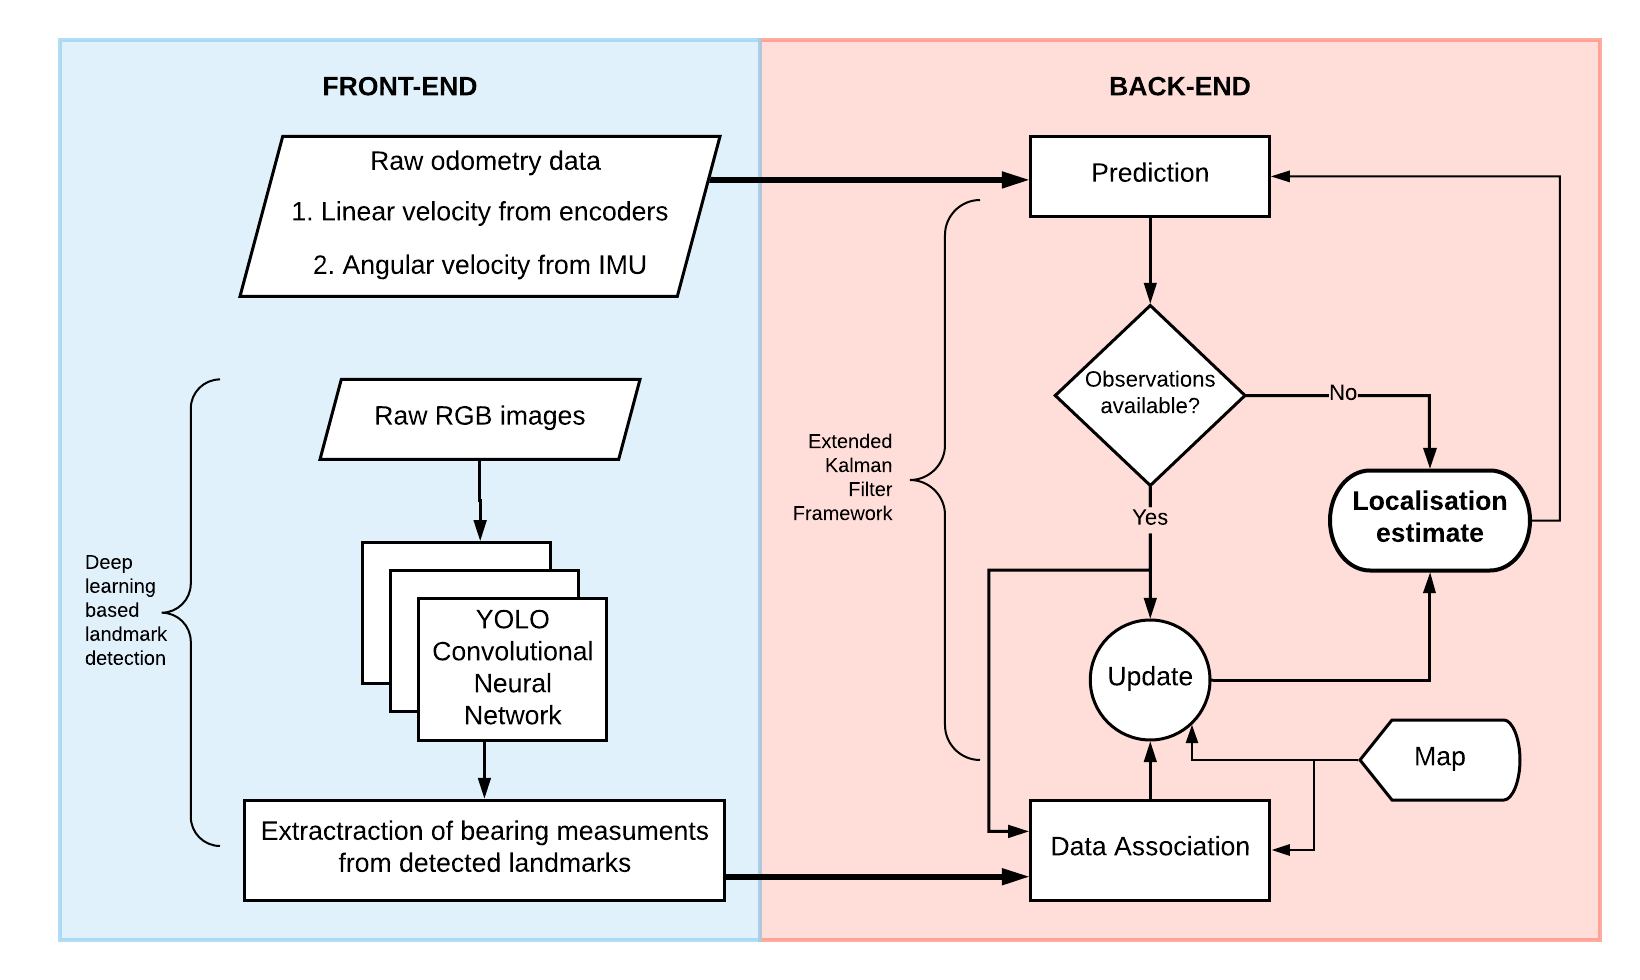 FRONT-END
Raw odometry data
1. Linear velocity from encoders
2. Angular velocity from IMU
Raw RGB images
Deep
learning
based
landmark
detection
YOLO
Convolutional
Neural
Network
Extractraction of bearing measuments
from detected landmarks
BACK-END
Prediction
Observations
available?
No
Extended
Kalman
Filter
Framework
Yes
Localisation
estimate
Update
Map
Data Association